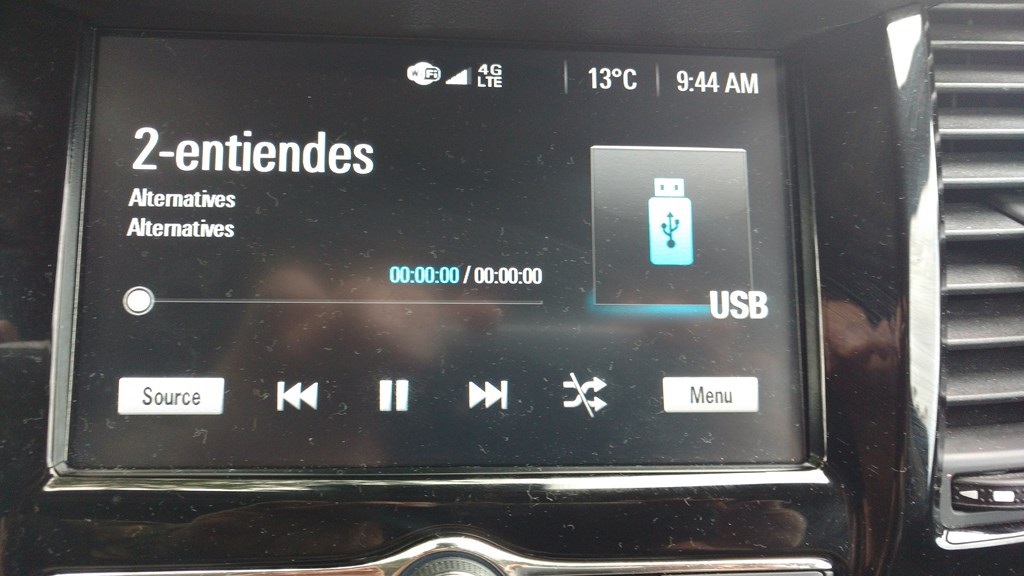 WiFi
4G
LTE
13°C
9:44 AM
2-entiendes
Alternatives
Alternatives
00:00:00 / 00:00:00
USB
Source
Menu